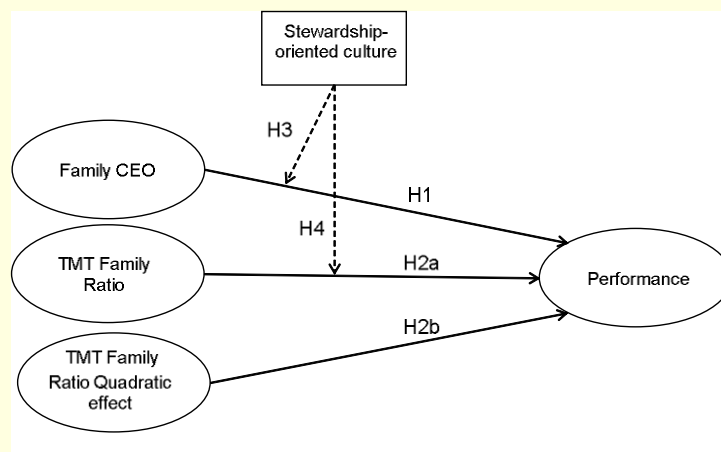 Stewardship-
oriented culture
H3
Family CEO
H1
H4
TMT Family
Ratio
H2a
Performance
H2b
TMT Family
Ratio Quadratic
effect